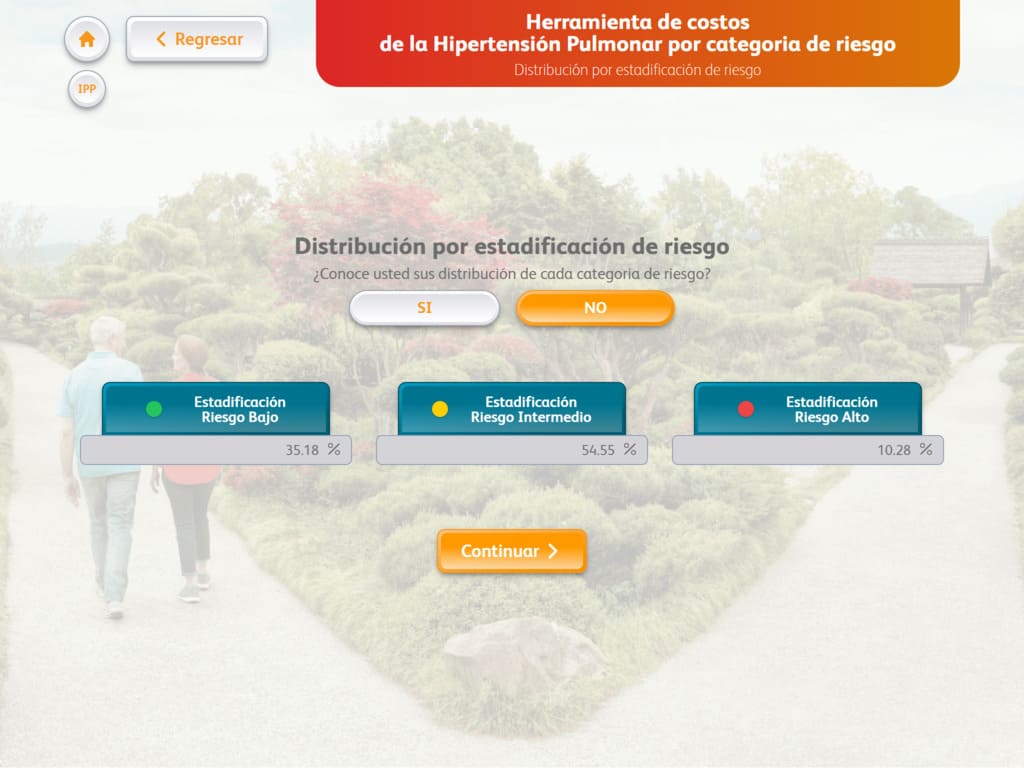 Regresar
IPP
Herramienta de costos
de la Hipertensión Pulmonar por categoria de riesgo
Distribución por estadificación de riesgo
Distribución por estadificación de riesgo
¿Conoce usted sus distribución de cada categoría de riesgo?
SI
NO
Estadificación
Riesgo Bajo
35.18 %
Estadificación
Riesgo Intermedio
54.55 %
Estadificación
Riesgo Alto
10.28 %
Continuar